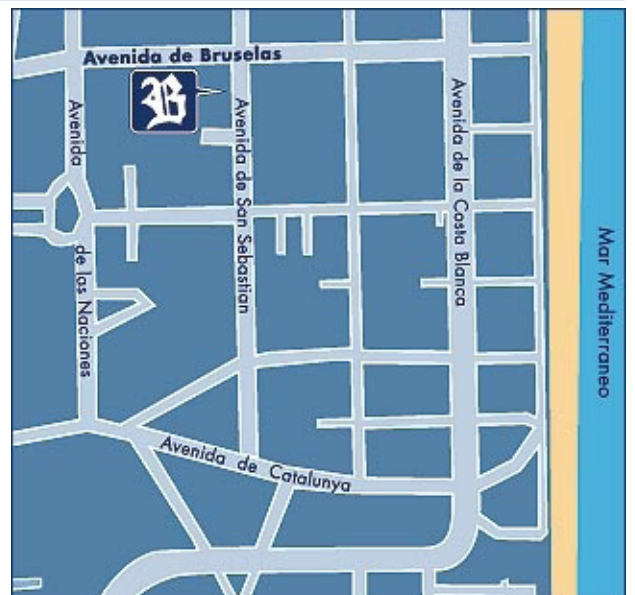 Avenida de Bruselas
B
Avenida de las Naciones
Avenida de San Sebastian
Avenida de la Costa Blanca
Mar Mediterraneo
Avenida de Catalunya